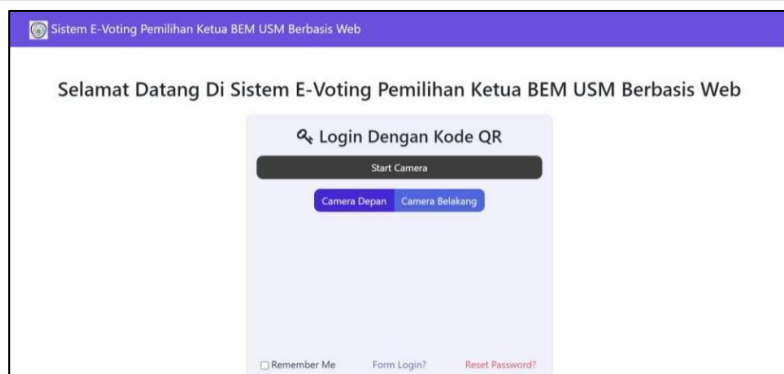 Sistem E-Voting Pemilihan Ketua BEM USM Berbasis Web
Selamat Datang Di Sistem E-Voting Pemilihan Ketua BEM USM Berbasis Web
Login Dengan Kode QR
Start Camera
Camera Depan Camera Belakang
Remember Me Form Login? Reset Password?